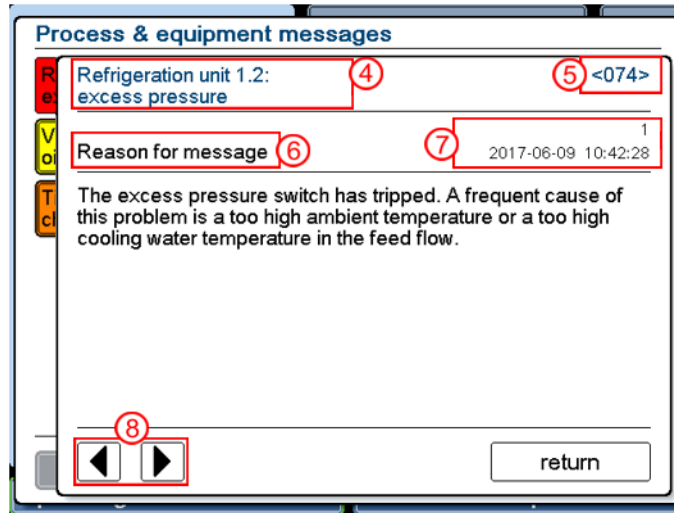 Process & equipment messages
Refrigeration unit 1.2:
excess pressure
④
⑤
<074>
Reason for message
⑥
⑦
1
2017-06-09 10:42:28
The excess pressure switch has tripped. A frequent cause of
this problem is a too high ambient temperature or a too high
cooling water temperature in the feed flow.
⑧
return